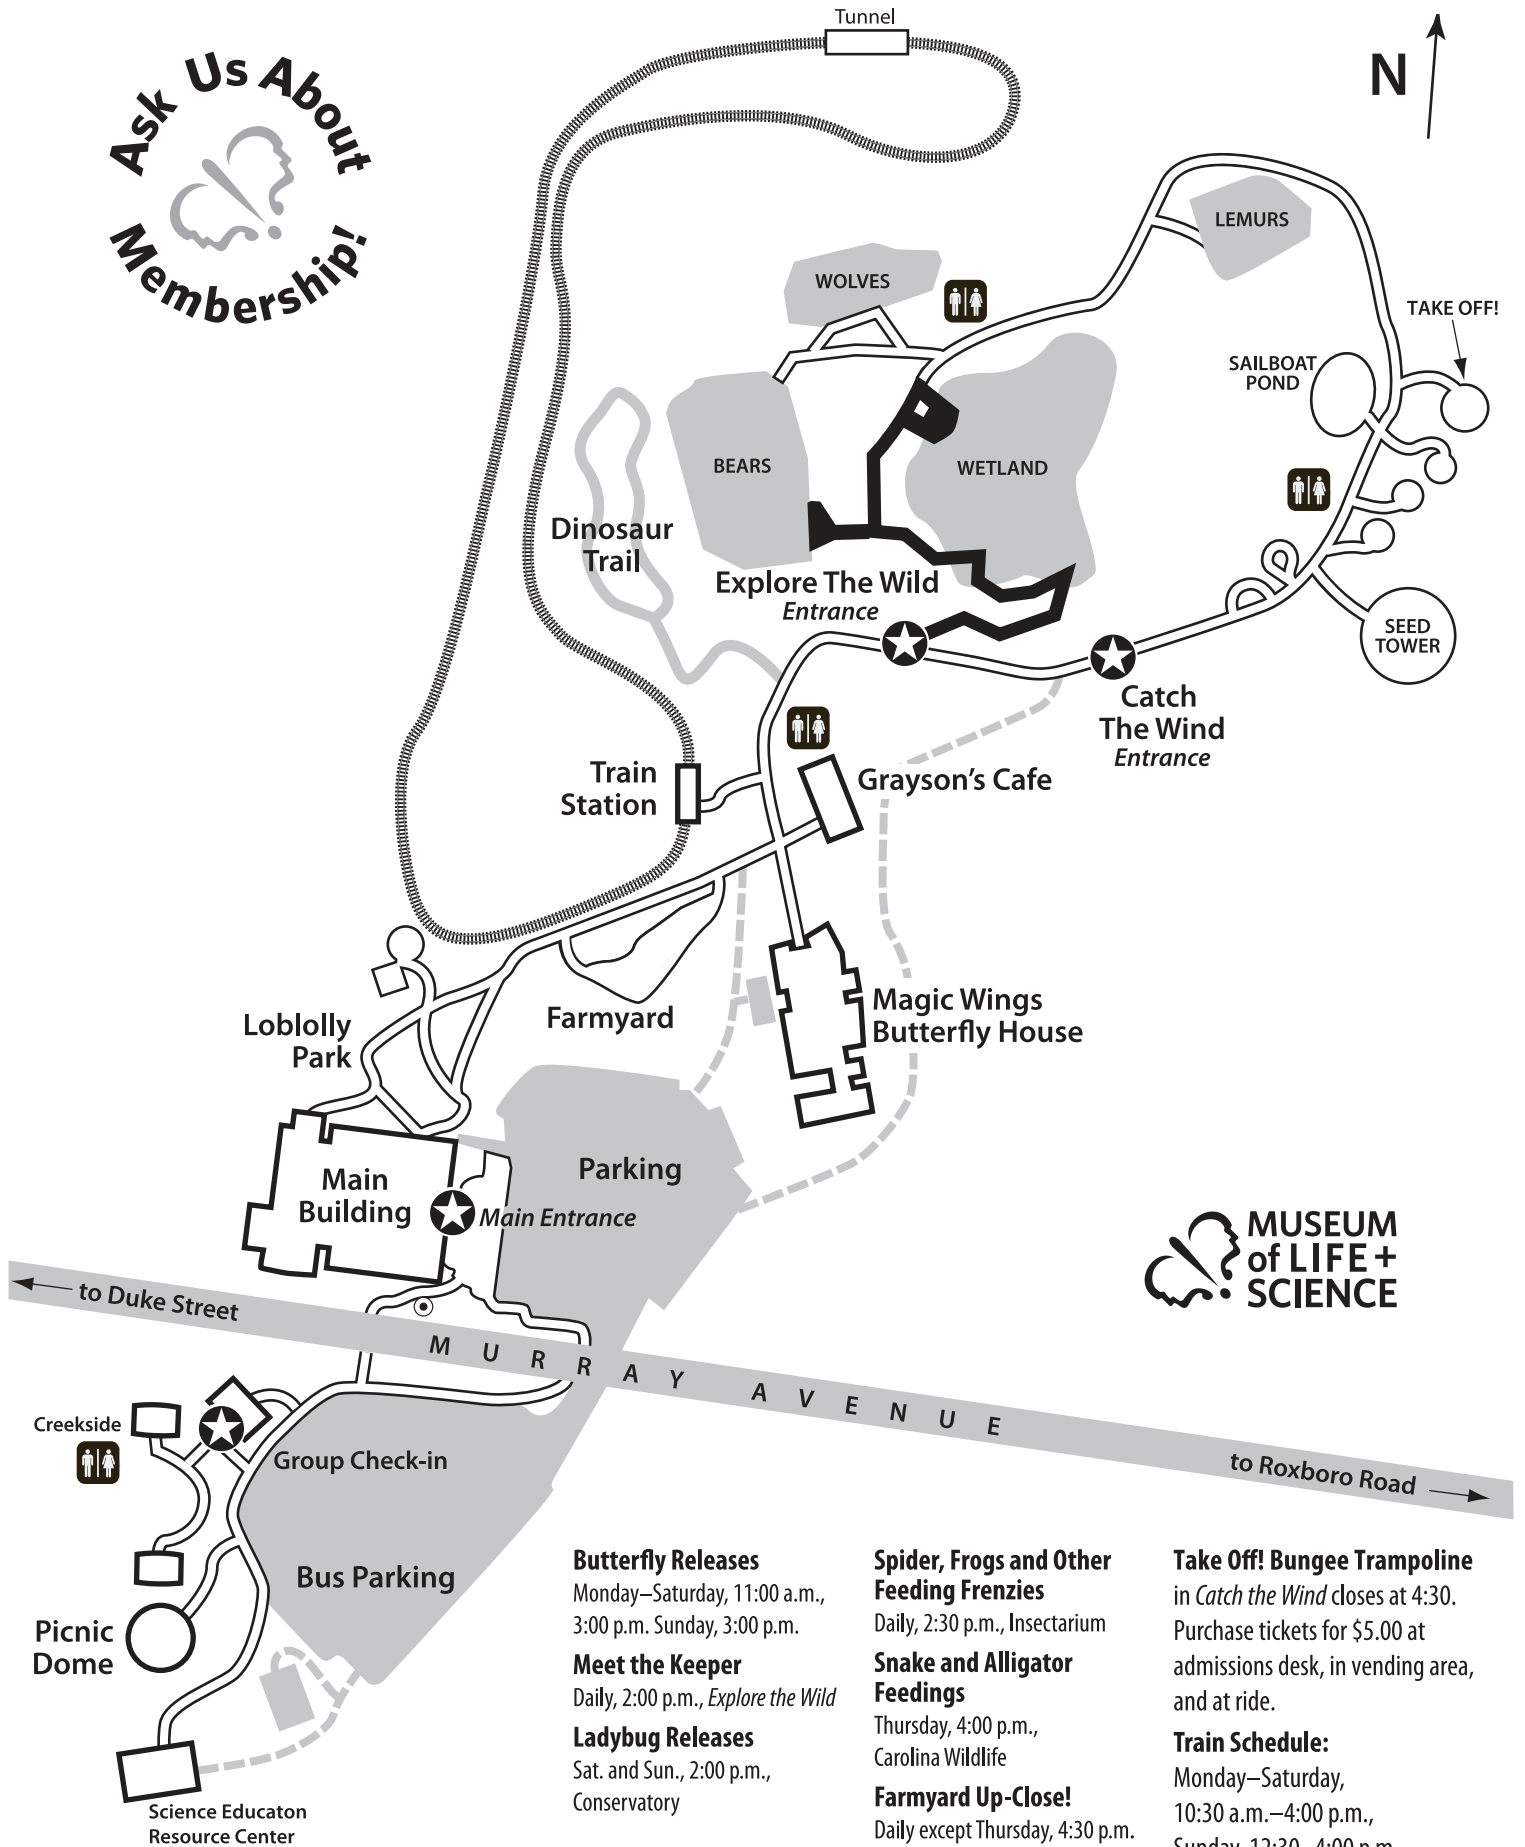 Tunnel
Ask Us About
Membership!
N
LEMURS
WOLVES
TAKE OFF!
SAILBOAT
POND
BEARS
WETLAND
Dinosaur
Trail
Explore The Wild
Entrance
SEED
TOWER
Catch
The Wind
Entrance
Train
Station
Grayson's Cafe
Loblolly
Park
Farmyard
Magic Wings
Butterfly House
Main
Building
Main Entrance
Parking
MUSEUM
of LIFE +
SCIENCE
to Duke Street
MURRAY AVENUE
to Roxboro Road
Creekside
Group Check-in
Bus Parking
Picnic
Dome
Science Educaton
Resource Center
Butterfly Releases
Monday–Saturday, 11:00 a.m.,
3:00 p.m. Sunday, 3:00 p.m.
Meet the Keeper
Daily, 2:00 p.m., Explore the Wild
Ladybug Releases
Sat. and Sun., 2:00 p.m.,
Conservatory
Spider, Frogs and Other
Feeding Frenzies
Daily, 2:30 p.m., Insectarium
Snake and Alligator
Feedings
Thursday, 4:00 p.m.,
Carolina Wildlife
Farmyard Up-Close!
Daily except Thursday, 4:30 p.m.
Take Off! Bungee Trampoline
in Catch the Wind closes at 4:30.
Purchase tickets for $5.00 at
admissions desk, in vending area,
and at ride.
Train Schedule:
Monday–Saturday,
10:30 a.m.–4:00 p.m.,
Sunday, 12:30–4:00 p.m.